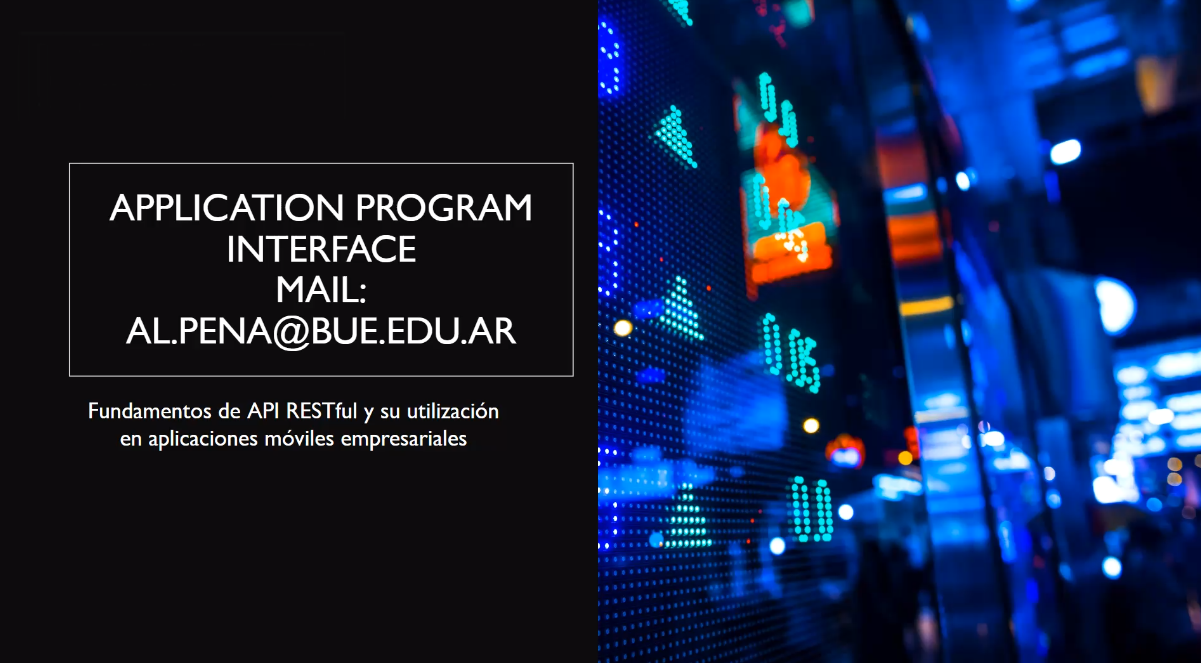 APPLICATION PROGRAM
INTERFACE
MAIL:
AL.PENA@BUE.EDU.AR
Fundamentos de API RESTful y su utilización
en aplicaciones móviles empresariales